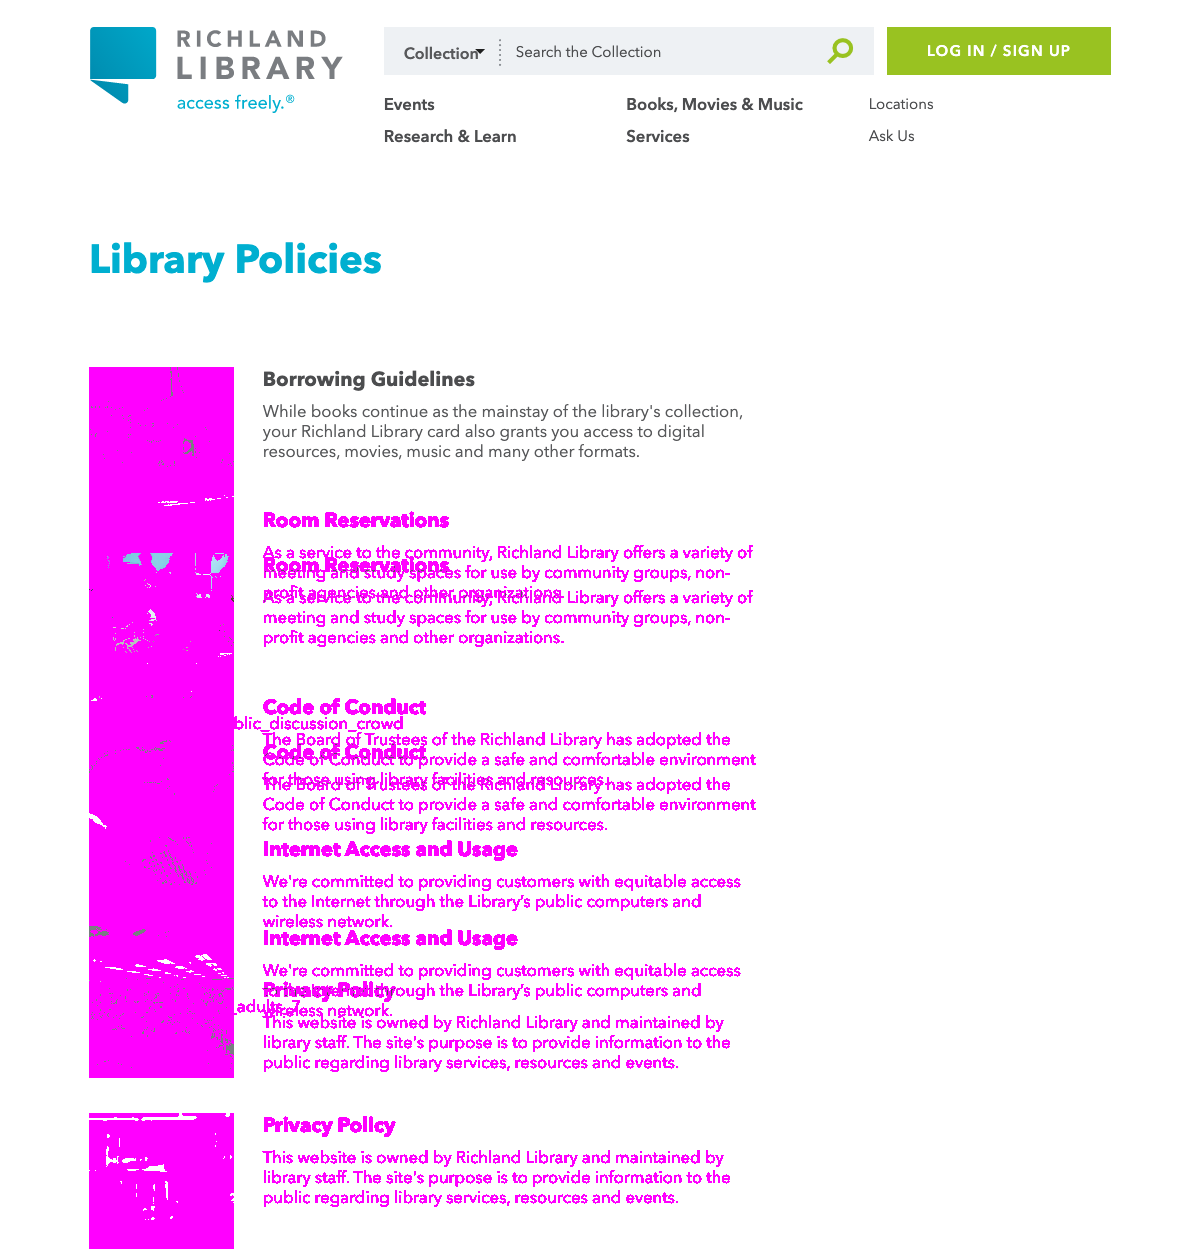 RICHLAND
LIBRARY
access freely.®
Collection
Search the Collection
LOG IN / SIGN UP
Events
Books, Movies & Music
Locations
Research & Learn
Services
Ask Us
Library Policies
Borrowing Guidelines
While books continue as the mainstay of the library's collection,
your Richland Library card also grants you access to digital
resources, movies, music and many other formats.
Room Reservations
As a service to the community, Richland Library offers a variety of
Room Reservations
meeting and study spaces for use by community groups, non-
profit agencies and other organizations.
As a service to the community, Richland Library offers a variety of
meeting and study spaces for use by community groups, non-
profit agencies and other organizations.
Code of Conduct
blic_discussion_crowd
The Board of Trustees of the Richland Library has adopted the
Code of Conduct
Code of Conduct to provide a safe and comfortable environment
for those using library facilities and resources.
The Board of Trustees of the Richland Library has adopted the
Code of Conduct to provide a safe and comfortable environment
for those using library facilities and resources.
Internet Access and Usage
We're committed to providing customers with equitable access
to the Internet through the Library's public computers and
wireless network.
Internet Access and Usage
We're committed to providing customers with equitable access
Privacy Policy
through the Library's public computers and
_adults_7
wireless network.
This website is owned by Richland Library and maintained by
library staff. The site's purpose is to provide information to the
public regarding library services, resources and events.
Privacy Policy
This website is owned by Richland Library and maintained by
library staff. The site's purpose is to provide information to the
public regarding library services, resources and events.